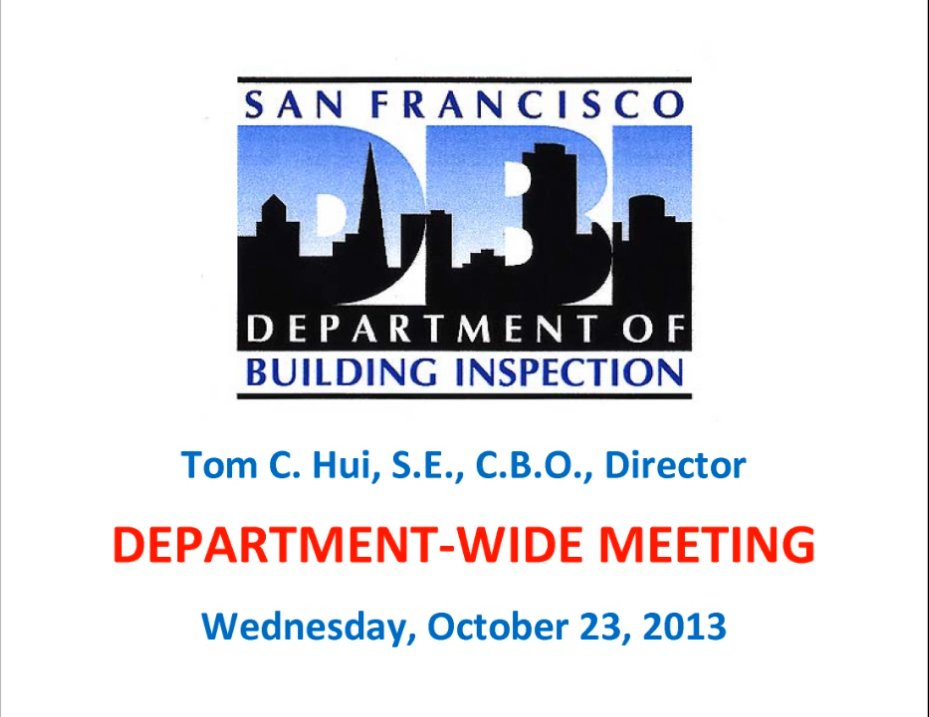 SAN FRANCISCO
DBI
DEPARTMENT OF
BUILDING INSPECTION
Tom C. Hui, S.E., C.B.O., Director
DEPARTMENT-WIDE MEETING
Wednesday, October 23, 2013